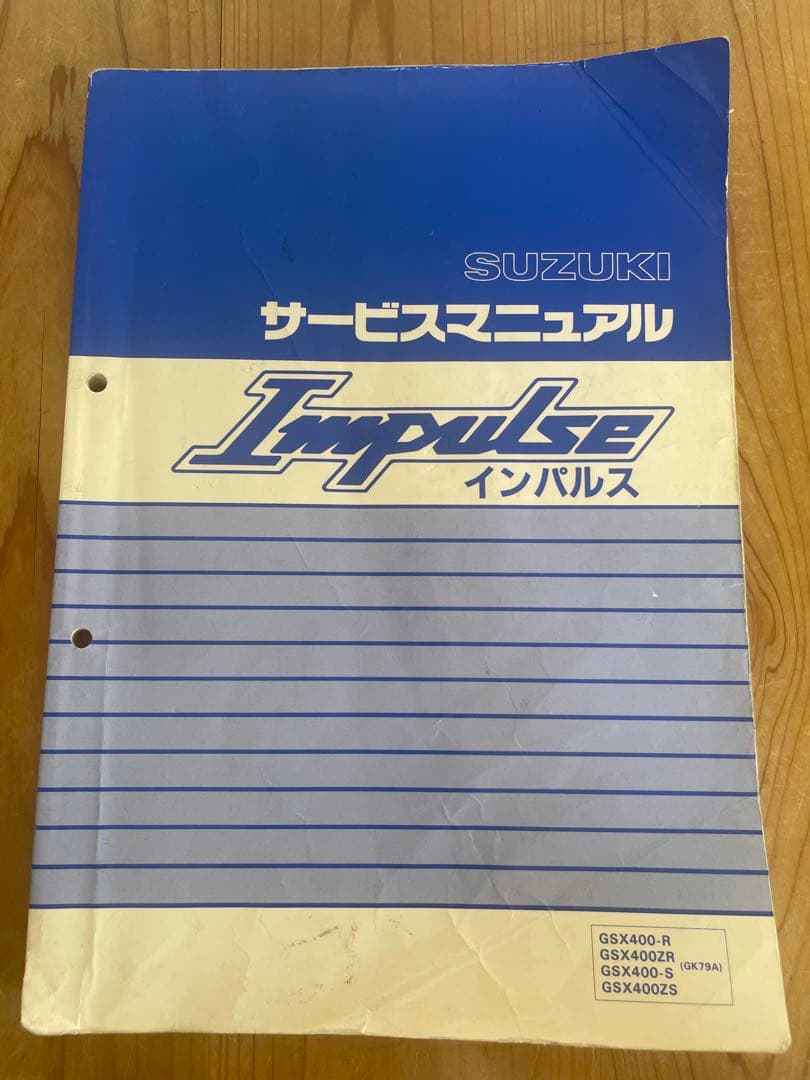 SUZUKI
サービスマニュアル
Impulse
インパルス
GSX400-R
GSX400ZR
GSX400-S (GK79A)
GSX400ZS